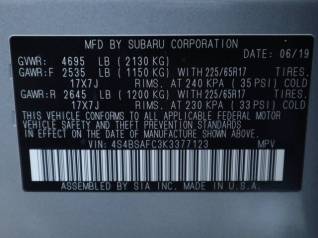 MFD. BY SUBARU CORPORATION
DATE: 06/19
GVWR: 4695 LB (2130 KG)
GAWR:F 2535 LB (1150 KG) WITH 225/65R17 TIRES.
17X7J RIMS. AT 240 KPA (35 PSI) COLD
GAWR:R 2645 LB (1200 KG) WITH 225/65R17 TIRES.
17X7J RIMS. AT 230 KPA (33 PSI) COLD
THIS VEHICLE CONFORMS TO ALL APPLICABLE FEDERAL MOTOR
VEHICLE SAFETY AND THEFT PREVENTION STANDARDS IN
EFFECT ON THE DATE OF MANUFACTURE SHOWN ABOVE.
VIN: 4S4BSAFC3K3377123 MPV
ASSEMBLED BY SIA INC. MADE IN U.S.A.